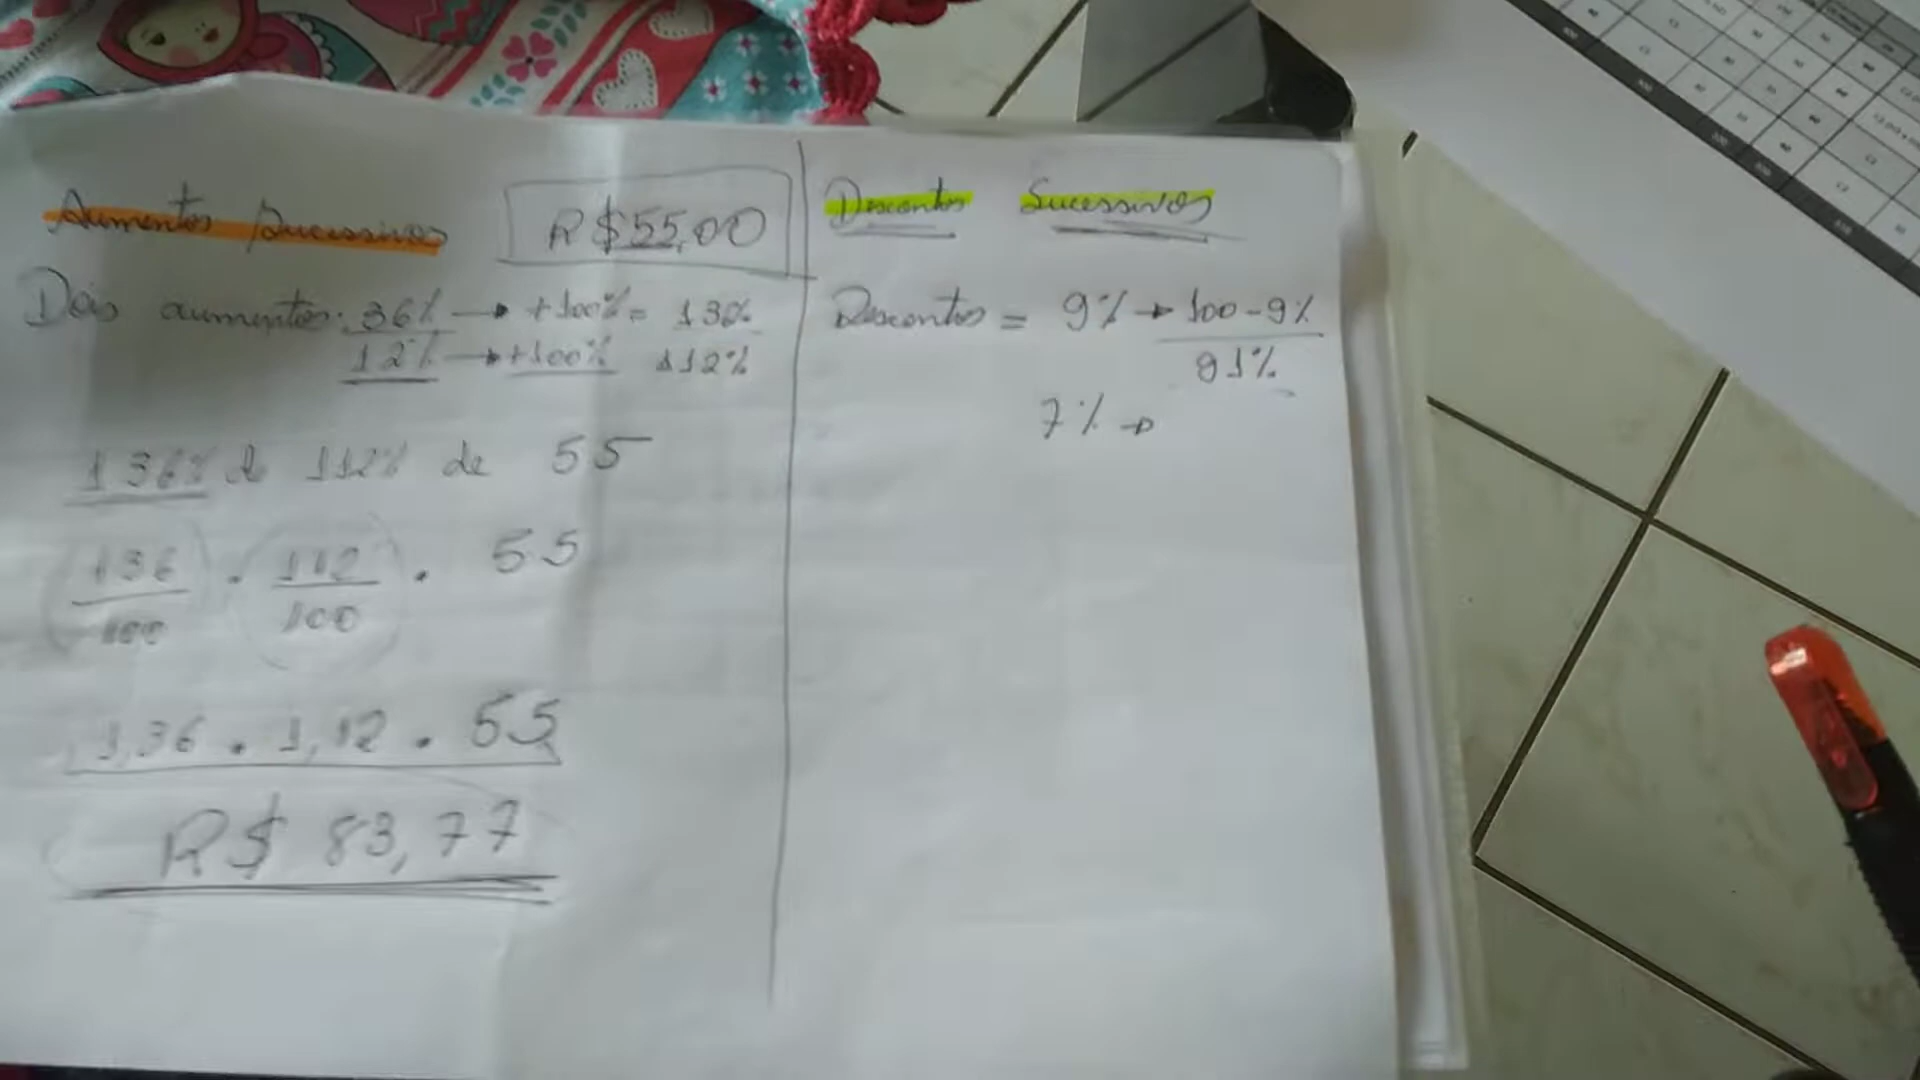 Aumentos Sucessivos
R$55,00
Dois aumentos: 36% → +100% = 136%
12% → +100% 112%
136% de 112% de 55
136/100 . 112/100 . 55
1,36 . 1,12 . 55
R$ 83,77
Descontos Sucessivos
Descontos = 9% → 100-9%
91%
7% →